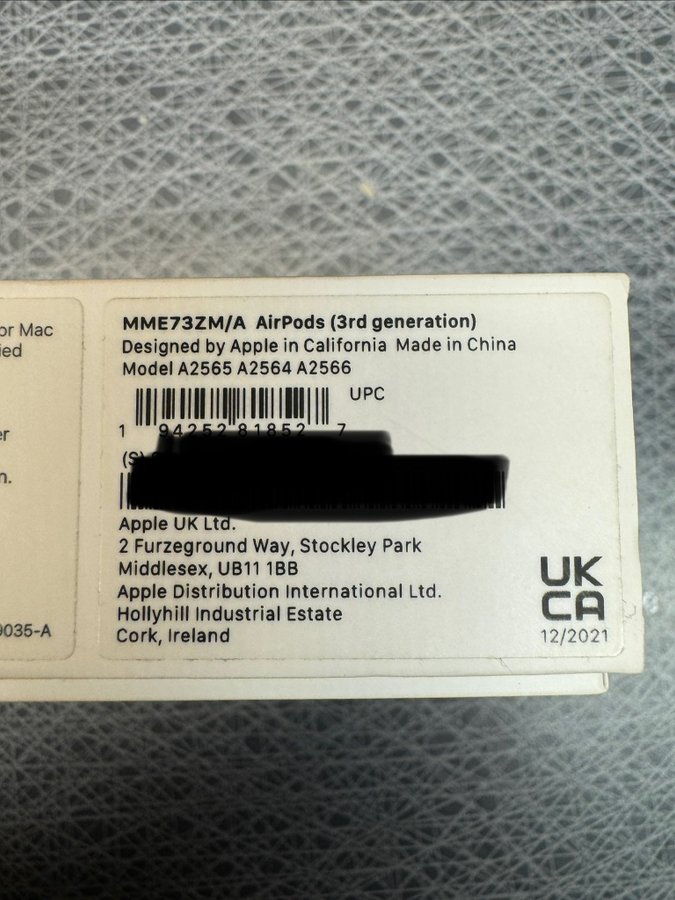 or Mac
ied
er
n.
9035-A
MME73ZM/A AirPods (3rd generation)
Designed by Apple in California Made in China
Model A2565 A2564 A2566
UPC
1 94252 81852 7
(S)
Apple UK Ltd.
2 Furzeground Way, Stockley Park
Middlesex, UB11 1BB
Apple Distribution International Ltd.
Hollyhill Industrial Estate
Cork, Ireland
UK
CA
12/2021